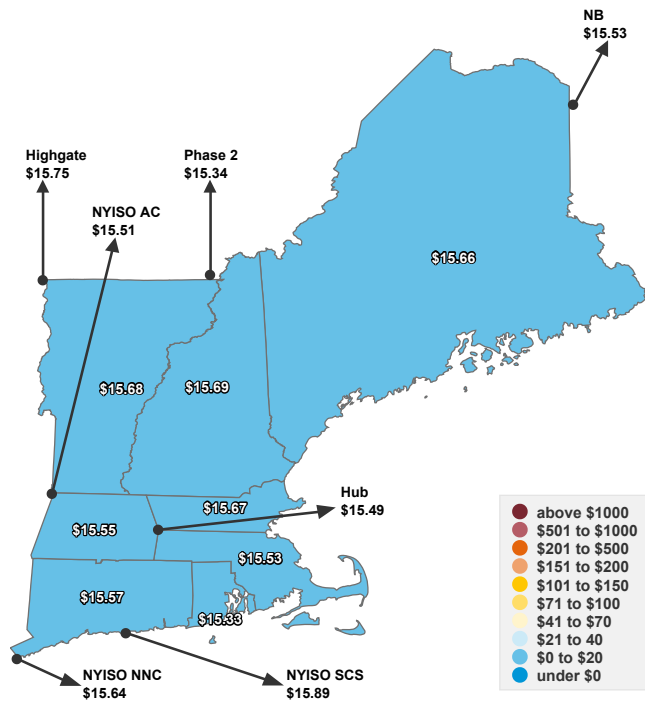 NB
$15.53
Highgate
$15.75
Phase 2
$15.34
NYISO AC
$15.51
$15.66
$15.68
$15.69
Hub
$15.49
$15.67
$15.55
$15.53
$15.57
$15.33
NYISO NNC
$15.64
NYISO SCS
$15.89
above $1000
$501 to $1000
$201 to $500
$151 to $200
$101 to $150
$71 to $100
$41 to $70
$21 to 40
$0 to $20
under $0